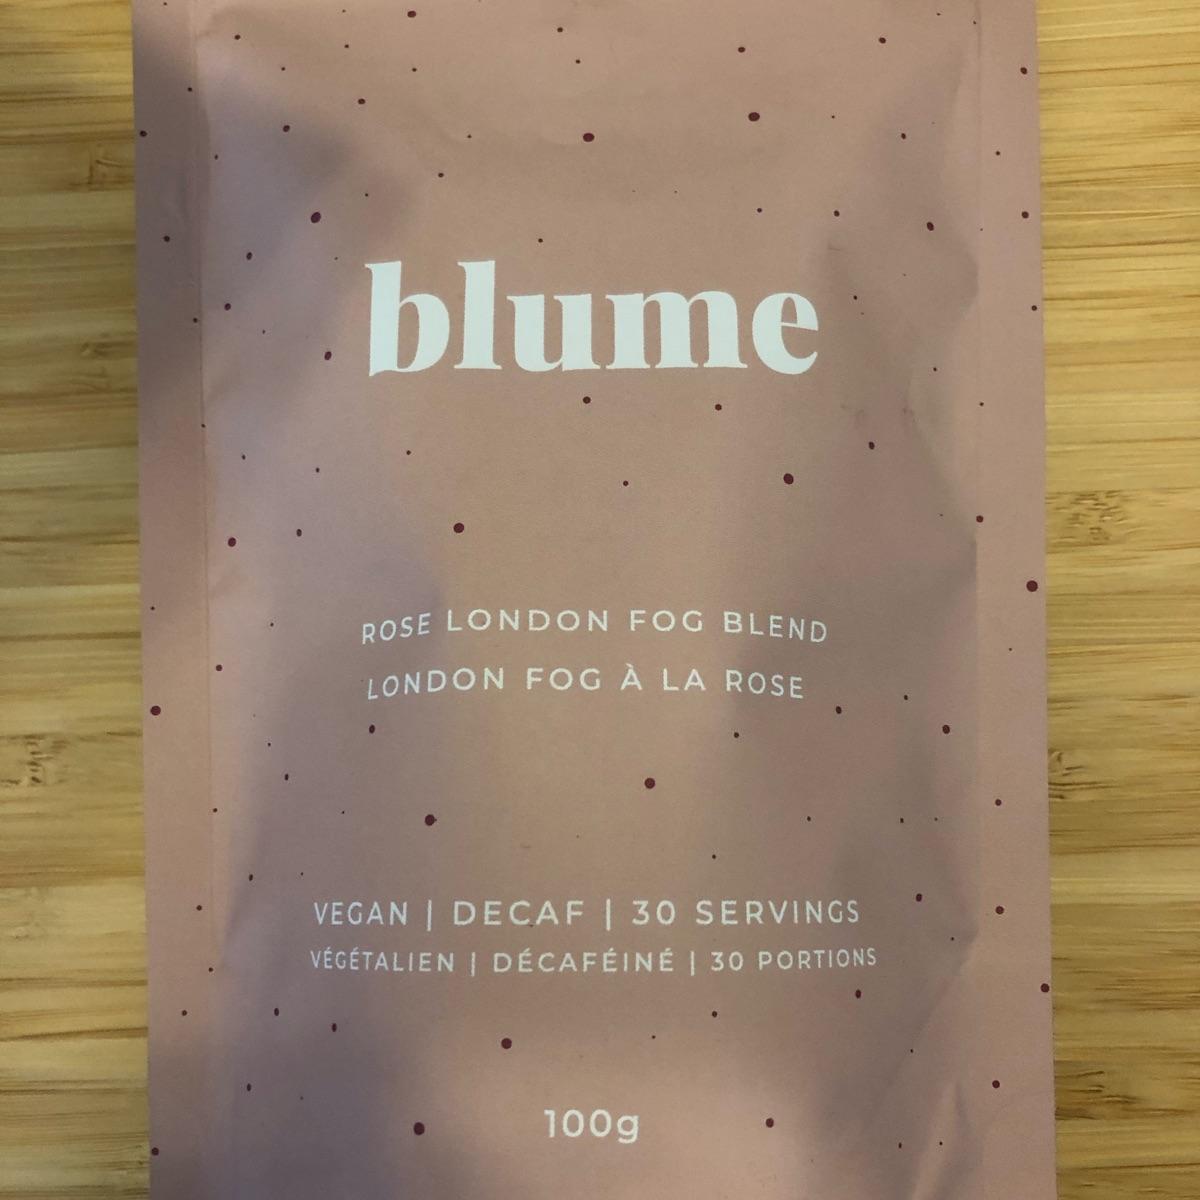 blume
ROSE LONDON FOG BLEND
LONDON FOG À LA ROSE
VEGAN | DECAF | 30 SERVINGS
VÉGÉTALIEN | DÉCAFÉINÉ | 30 PORTIONS
100g